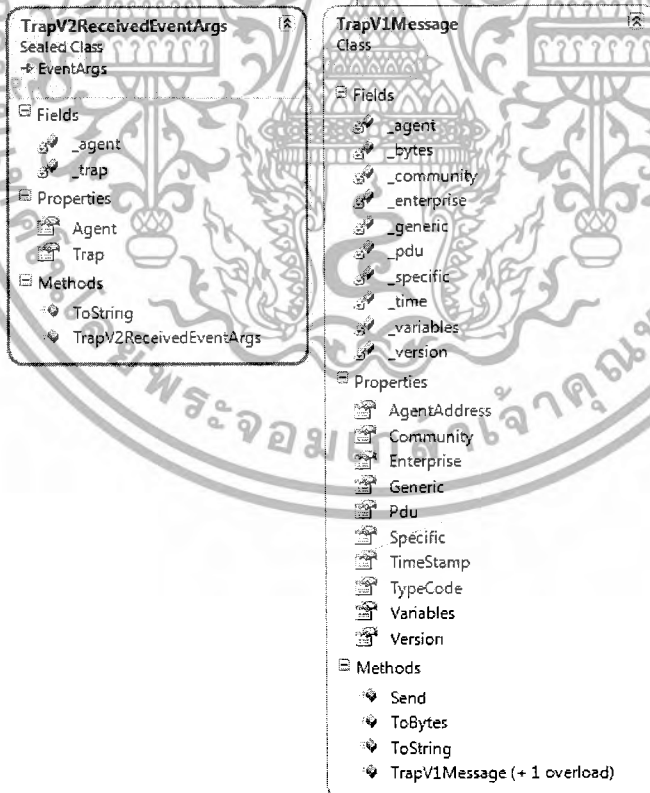 TrapV2ReceivedEventArgs
Sealed Class
EventArgs
Fields
_agent
_trap
Properties
Agent
Trap
Methods
ToString
TrapV2ReceivedEventArgs
TrapV1Message
Class
Fields
_agent
_bytes
_community
_enterprise
_generic
_pdu
_specific
_time
_variables
_version
Properties
AgentAddress
Community
Enterprise
Generic
Pdu
Specific
TimeStamp
TypeCode
Variables
Version
Methods
Send
ToBytes
ToString
TrapV1Message (+ 1 overload)